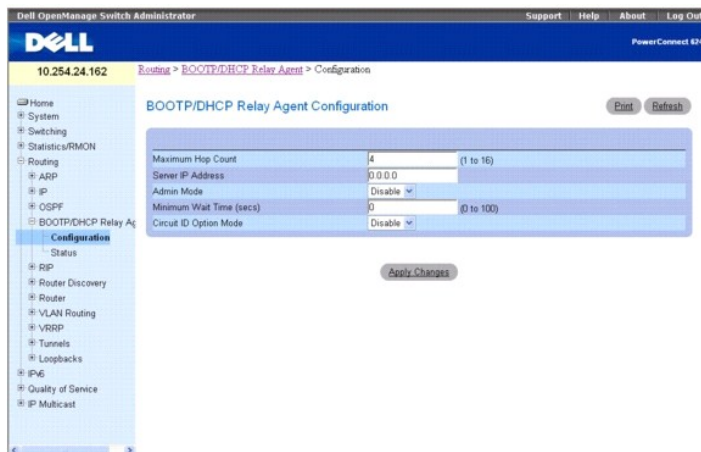 Dell OpenManage Switch Administrator
Support Help About Log Out
DELL
PowerConnect 624
10.254.24.162
Routing > BOOTP/DHCP Relay Agent > Configuration
Home
System
Switching
Statistics/RMON
Routing
ARP
IP
OSPF
BOOTP/DHCP Relay Ag
Configuration
Status
RIP
Router Discovery
Router
VLAN Routing
VRRP
Tunnels
Loopbacks
IPv6
Quality of Service
IP Multicast
BOOTP/DHCP Relay Agent Configuration
Print Refresh
Maximum Hop Count 4 (1 to 16)
Server IP Address 0.0.0.0
Admin Mode Disable
Minimum Wait Time (secs) 0 (0 to 100)
Circuit ID Option Mode Disable
Apply Changes